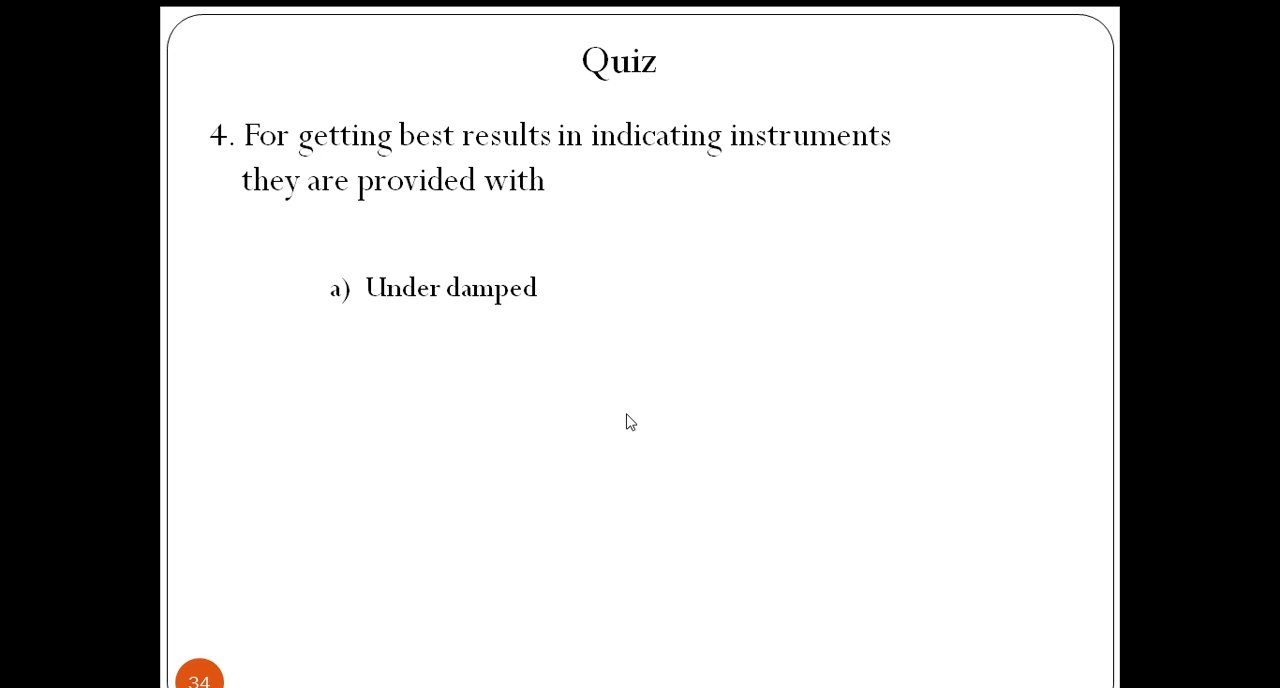 Quiz
4. For getting best results in indicating instruments
they are provided with
a) Under damped
34